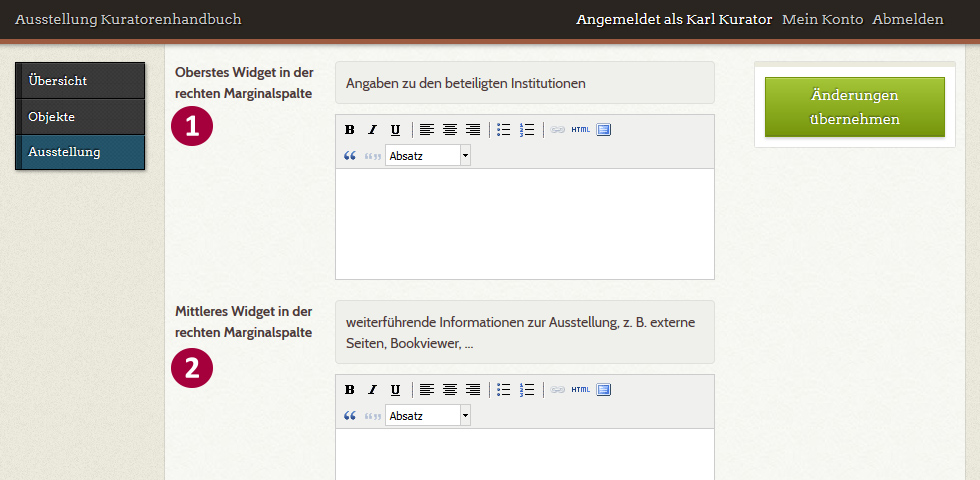 Ausstellung Kuratorenhandbuch
Angemeldet als Karl Kurator Mein Konto Abmelden
Übersicht
Objekte
Ausstellung
Oberstes Widget in der
rechten Marginalspalte
1
Angaben zu den beteiligten Institutionen
B I U HTML
Absatz
Mittleres Widget in der
rechten Marginalspalte
2
weiterführende Informationen zur Ausstellung, z. B. externe
Seiten, Bookviewer, ...
B I U HTML
Absatz
Änderungen
übernehmen